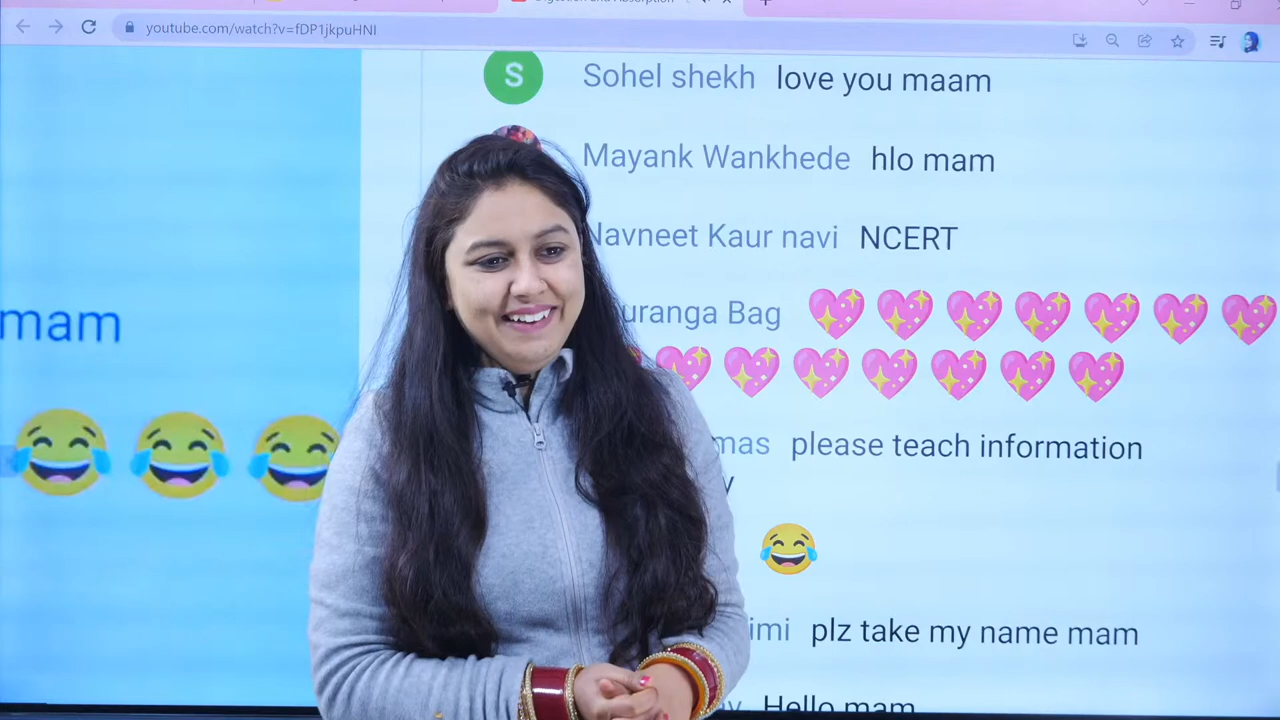 youtube.com/watch?v=fDP1jkpuHNI
S
Sohel shekh love you maam
Mayank Wankhede hlo mam
Navneet Kaur navi NCERT
uranga Bag
mam
mas please teach information
y
imi plz take my name mam
Hello mam